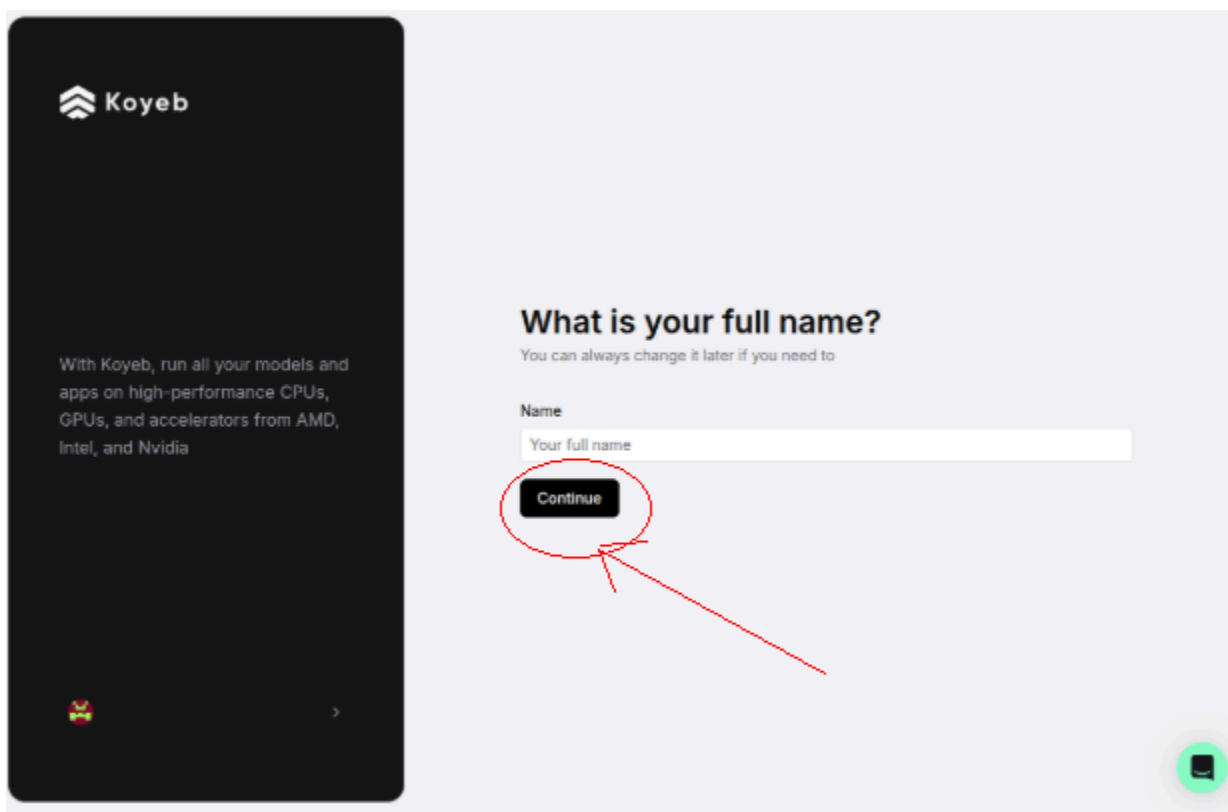 Koyeb
With Koyeb, run all your models and
apps on high-performance CPUs,
GPUs, and accelerators from AMD,
Intel, and Nvidia
What is your full name?
You can always change it later if you need to
Name
Your full name
Continue